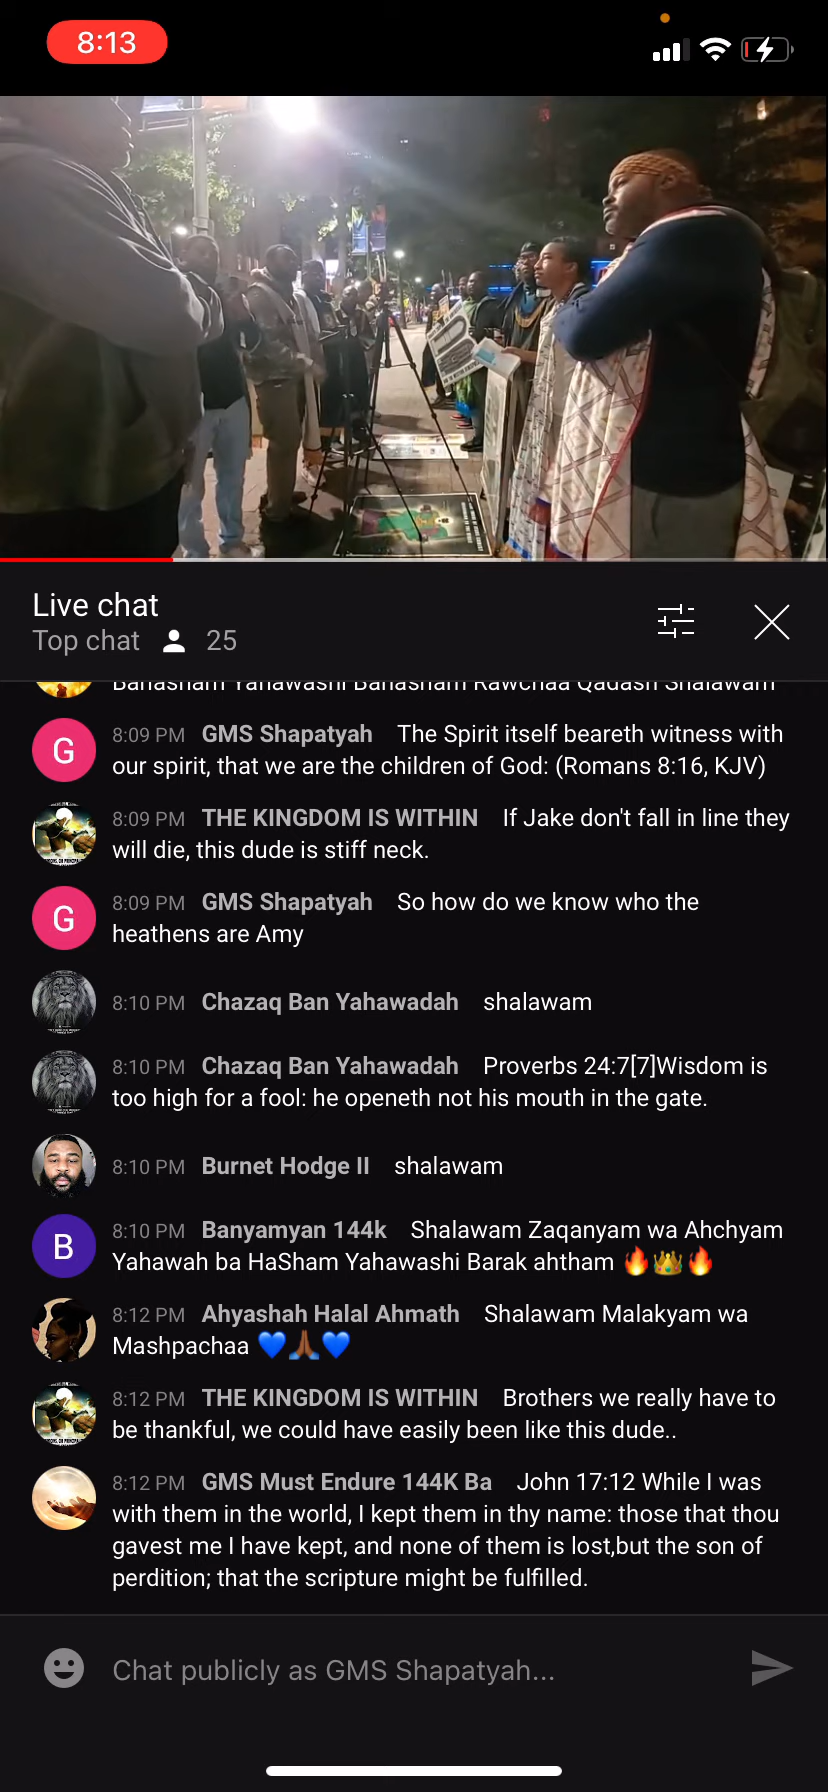 8:13
Live chat
Top chat 25
Bahasham Yahawashi Bahasham Rawchaa Qadash Shalawam
G 8:09 PM GMS Shapatyah The Spirit itself beareth witness with
our spirit, that we are the children of God: (Romans 8:16, KJV)
8:09 PM THE KINGDOM IS WITHIN If Jake don't fall in line they
will die, this dude is stiff neck.
G 8:09 PM GMS Shapatyah So how do we know who the
heathens are Amy
8:10 PM Chazaq Ban Yahawadah shalawam
8:10 PM Chazaq Ban Yahawadah Proverbs 24:7[7]Wisdom is
too high for a fool: he openeth not his mouth in the gate.
8:10 PM Burnet Hodge II shalawam
B 8:10 PM Banyamyan 144k Shalawam Zaqanyam wa Ahchyam
Yahawah ba HaSham Yahawashi Barak ahtham 🔥👑🔥
8:12 PM Ahyashah Halal Ahmath Shalawam Malakyam wa
Mashpachaa 💙🙏🏾💙
8:12 PM THE KINGDOM IS WITHIN Brothers we really have to
be thankful, we could have easily been like this dude..
8:12 PM GMS Must Endure 144K Ba John 17:12 While I was
with them in the world, I kept them in thy name: those that thou
gavest me I have kept, and none of them is lost,but the son of
perdition; that the scripture might be fulfilled.
Chat publicly as GMS Shapatyah...